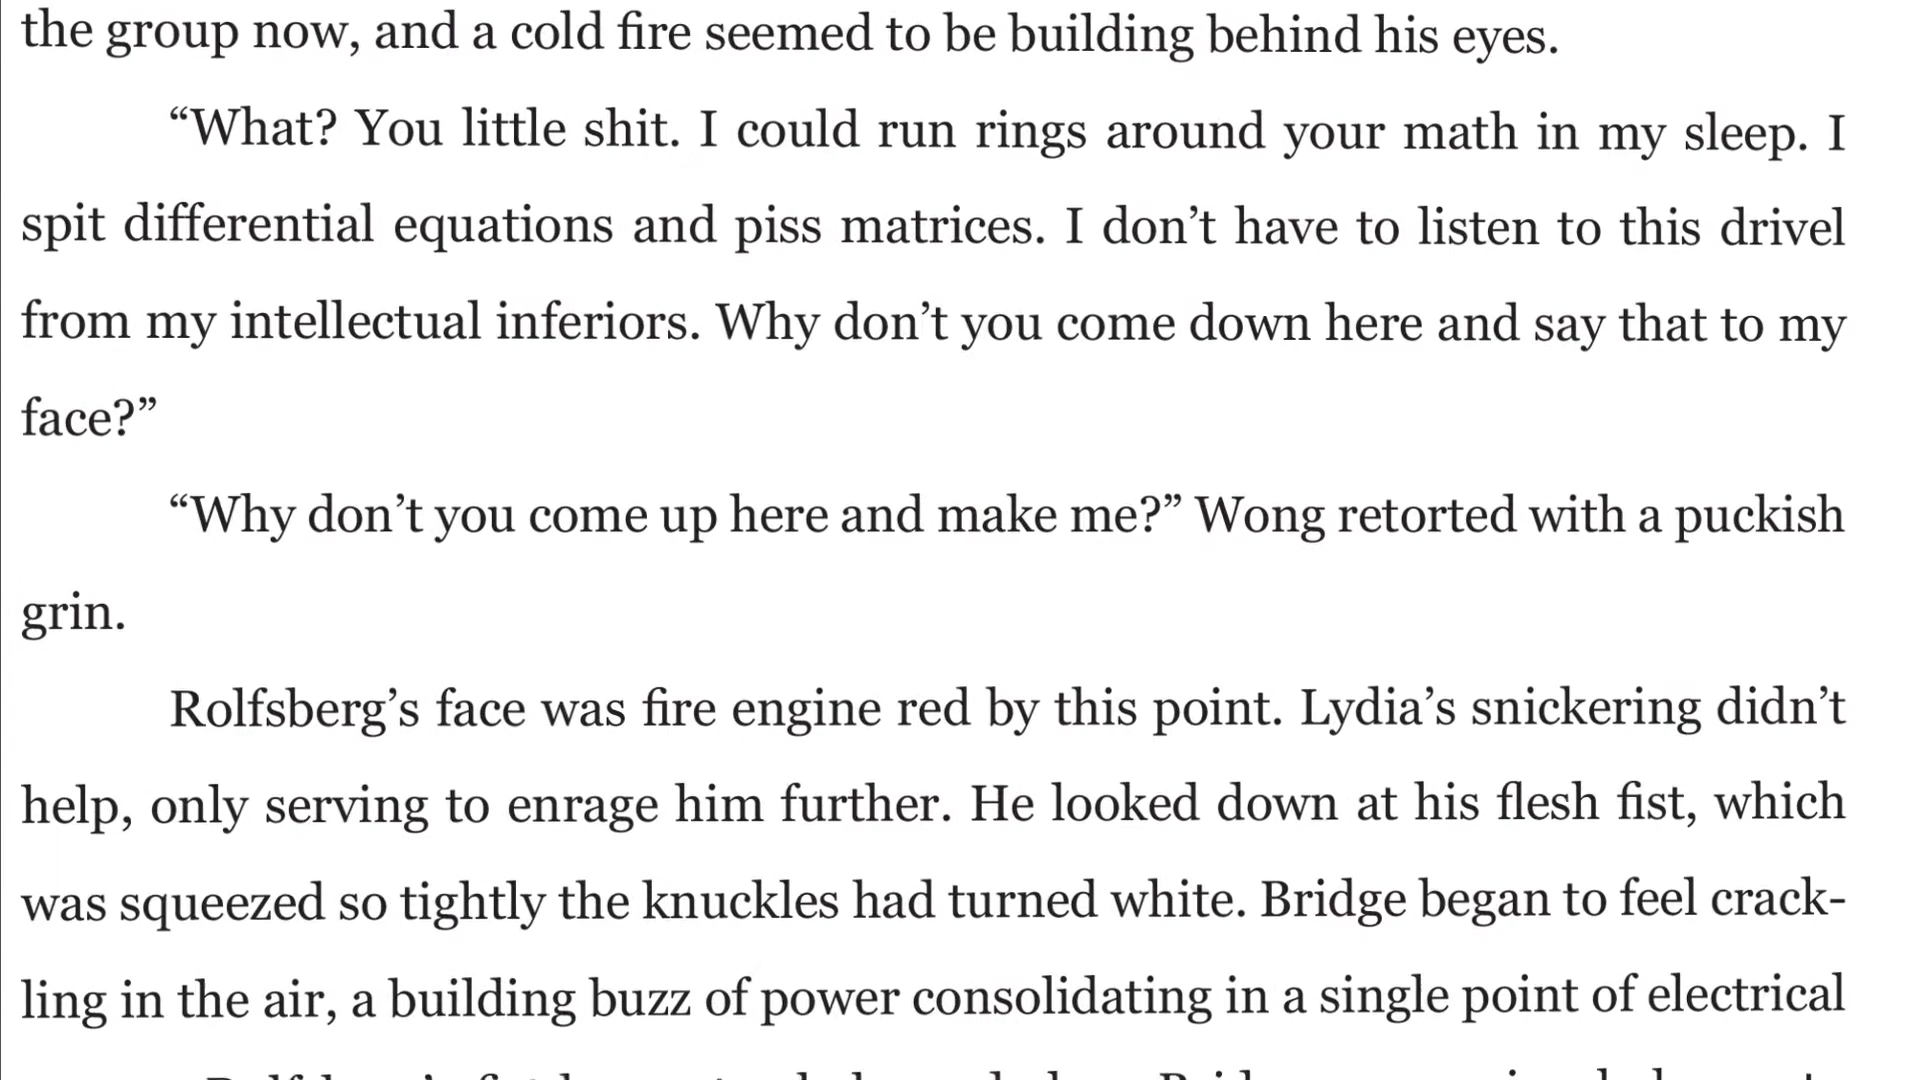 the group now, and a cold fire seemed to be building behind his eyes.
“What? You little shit. I could run rings around your math in my sleep. I
spit differential equations and piss matrices. I don’t have to listen to this drivel
from my intellectual inferiors. Why don’t you come down here and say that to my
face?”
“Why don’t you come up here and make me?” Wong retorted with a puckish
grin.
Rolfsberg’s face was fire engine red by this point. Lydia’s snickering didn’t
help, only serving to enrage him further. He looked down at his flesh fist, which
was squeezed so tightly the knuckles had turned white. Bridge began to feel crack-
ling in the air, a building buzz of power consolidating in a single point of electrical